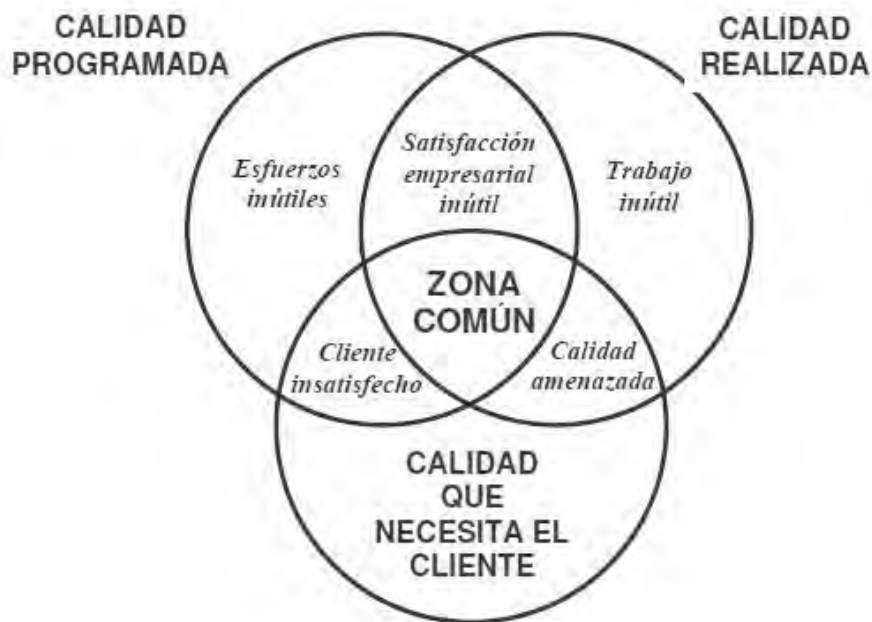 CALIDAD
PROGRAMADA
CALIDAD
REALIZADA
Esfuerzos
inútiles
Satisfacción
empresarial
inútil
Trabajo
inútil
ZONA
COMÚN
Cliente
insatisfecho
Calidad
amenazada
CALIDAD
QUE
NECESITA EL
CLIENTE